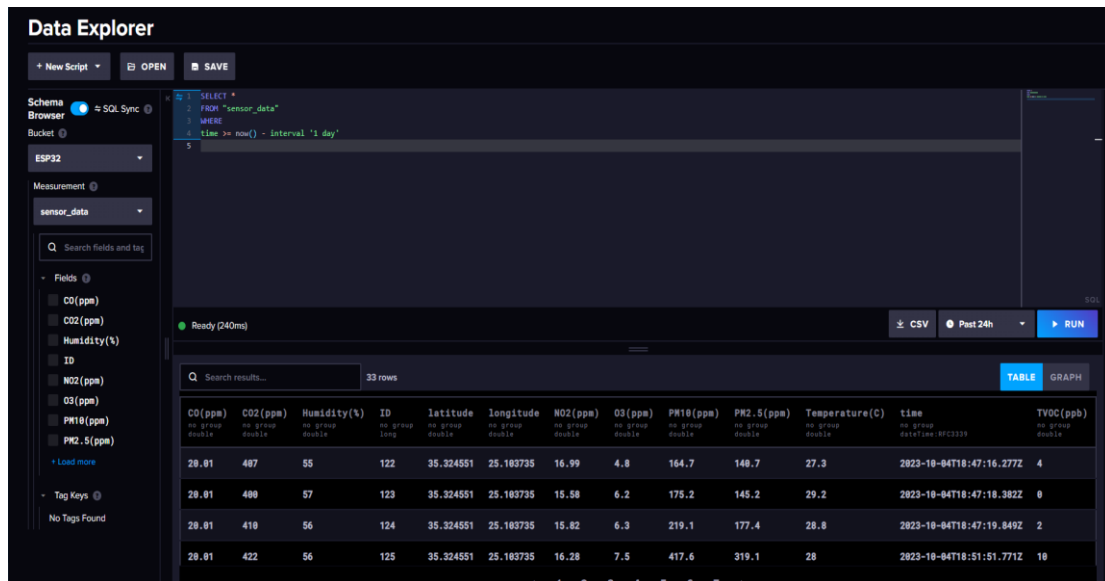 Data Explorer
+ New Script OPEN SAVE
Schema Browser SQL Sync
Bucket
ESP32
Measurement
sensor_data
Search fields and tag
Fields
CO(ppm)
CO2(ppm)
Humidity(%)
ID
NO2(ppm)
O3(ppm)
PM10(ppm)
PM2.5(ppm)
+ Load more
Tag Keys
No Tags Found
1 SELECT *
2 FROM "sensor_data"
3 WHERE
4 time >= now() - interval '1 day'
5
SQL
Ready (240ms) CSV Past 24h RUN
Search results... 33 rows TABLE GRAPH
CO(ppm) CO2(ppm) Humidity(%) ID latitude longitude NO2(ppm) O3(ppm) PM10(ppm) PM2.5(ppm) Temperature(C) time TVOC(ppb)
no group no group no group no group no group no group no group no group no group no group no group no group no group
double double double long double double double double double double double dateTime:RFC3339 double
20.01 407 55 122 35.324551 25.103735 16.99 4.8 164.7 140.7 27.3 2023-10-04T18:47:16.277Z 4
20.01 400 57 123 35.324551 25.103735 15.58 6.2 175.2 145.2 29.2 2023-10-04T18:47:18.382Z 0
20.01 410 56 124 35.324551 25.103735 15.82 6.3 219.1 177.4 28.8 2023-10-04T18:47:19.849Z 2
20.01 422 56 125 35.324551 25.103735 16.28 7.5 417.6 319.1 28 2023-10-04T18:51:51.771Z 10